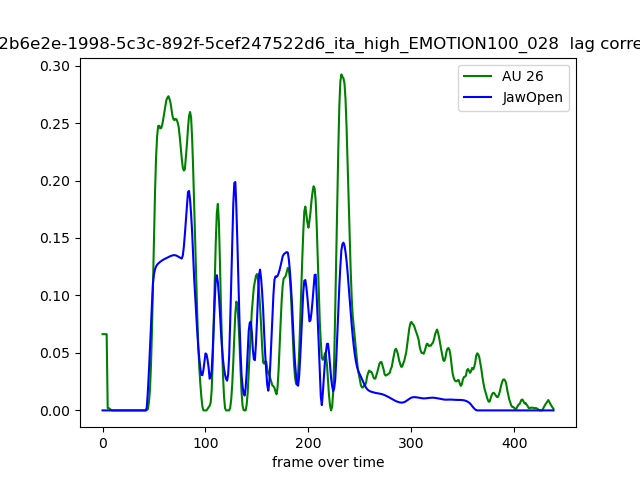 2b6e2e-1998-5c3c-892f-5cef247522d6_ita_high_EMOTION100_028 lag corre
0.30
AU 26
JawOpen
0.25
0.20
0.15
0.10
0.05
0.00
0 100 200 300 400
frame over time